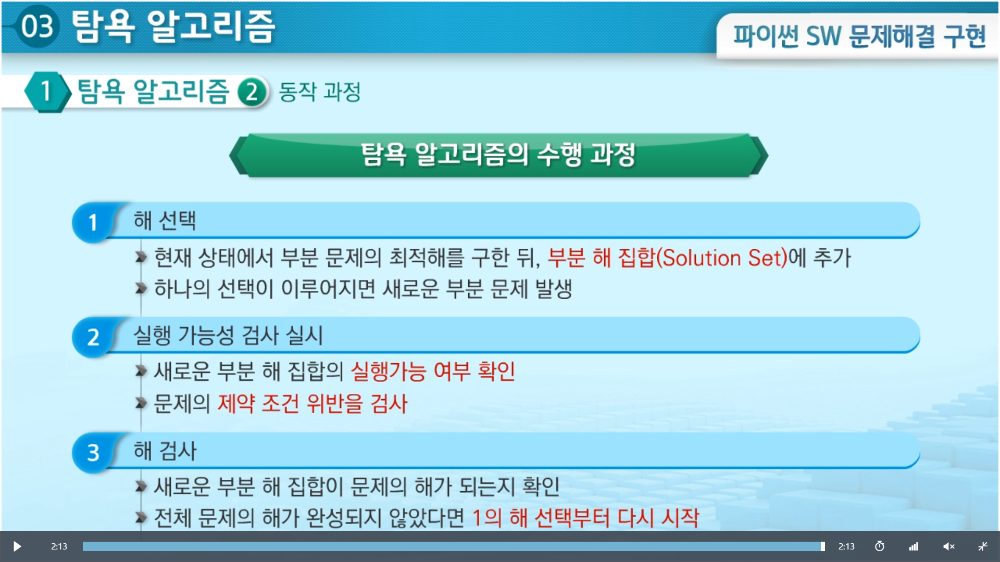 03 탐욕 알고리즘
파이썬 SW 문제해결 구현
1 탐욕 알고리즘 2 동작 과정
탐욕 알고리즘의 수행 과정
1 해 선택
현재 상태에서 부분 문제의 최적해를 구한 뒤, 부분 해 집합(Solution Set)에 추가
하나의 선택이 이루어지면 새로운 부분 문제 발생
2 실행 가능성 검사 실시
새로운 부분 해 집합의 실행가능 여부 확인
문제의 제약 조건 위반을 검사
3 해 검사
새로운 부분 해 집합이 문제의 해가 되는지 확인
전체 문제의 해가 완성되지 않았다면 1의 해 선택부터 다시 시작
2:13 2:13